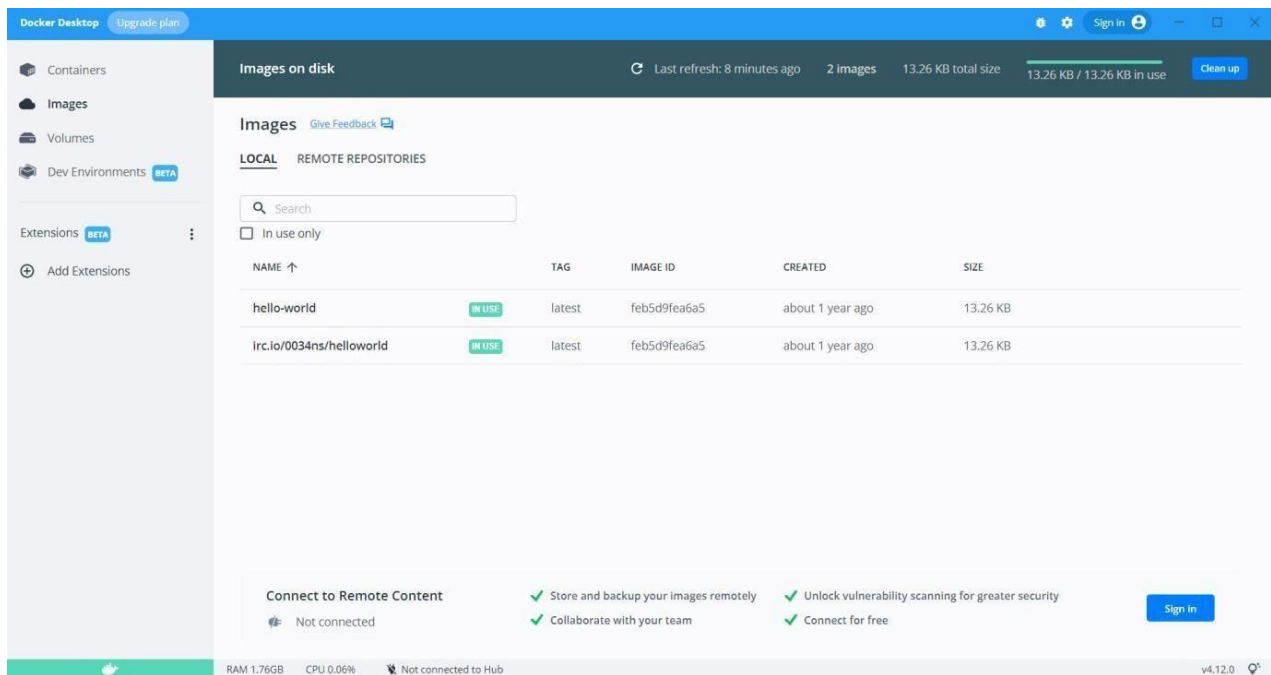 Docker Desktop Upgrade plan Sign in
Containers
Images
Volumes
Dev Environments BETA
Extensions BETA
Add Extensions
Images on disk Last refresh: 8 minutes ago 2 images 13.26 KB total size 13.26 KB / 13.26 KB in use Clean up
Images Give Feedback
LOCAL REMOTE REPOSITORIES
Search
In use only
NAME TAG IMAGE ID CREATED SIZE
hello-world IN USE latest feb5d9fea6a5 about 1 year ago 13.26 KB
irc.io/0034ns/helloworld IN USE latest feb5d9fea6a5 about 1 year ago 13.26 KB
Connect to Remote Content
Not connected
Store and backup your images remotely
Collaborate with your team
Unlock vulnerability scanning for greater security
Connect for free
Sign in
RAM 1.76GB CPU 0.06% Not connected to Hub v4.12.0